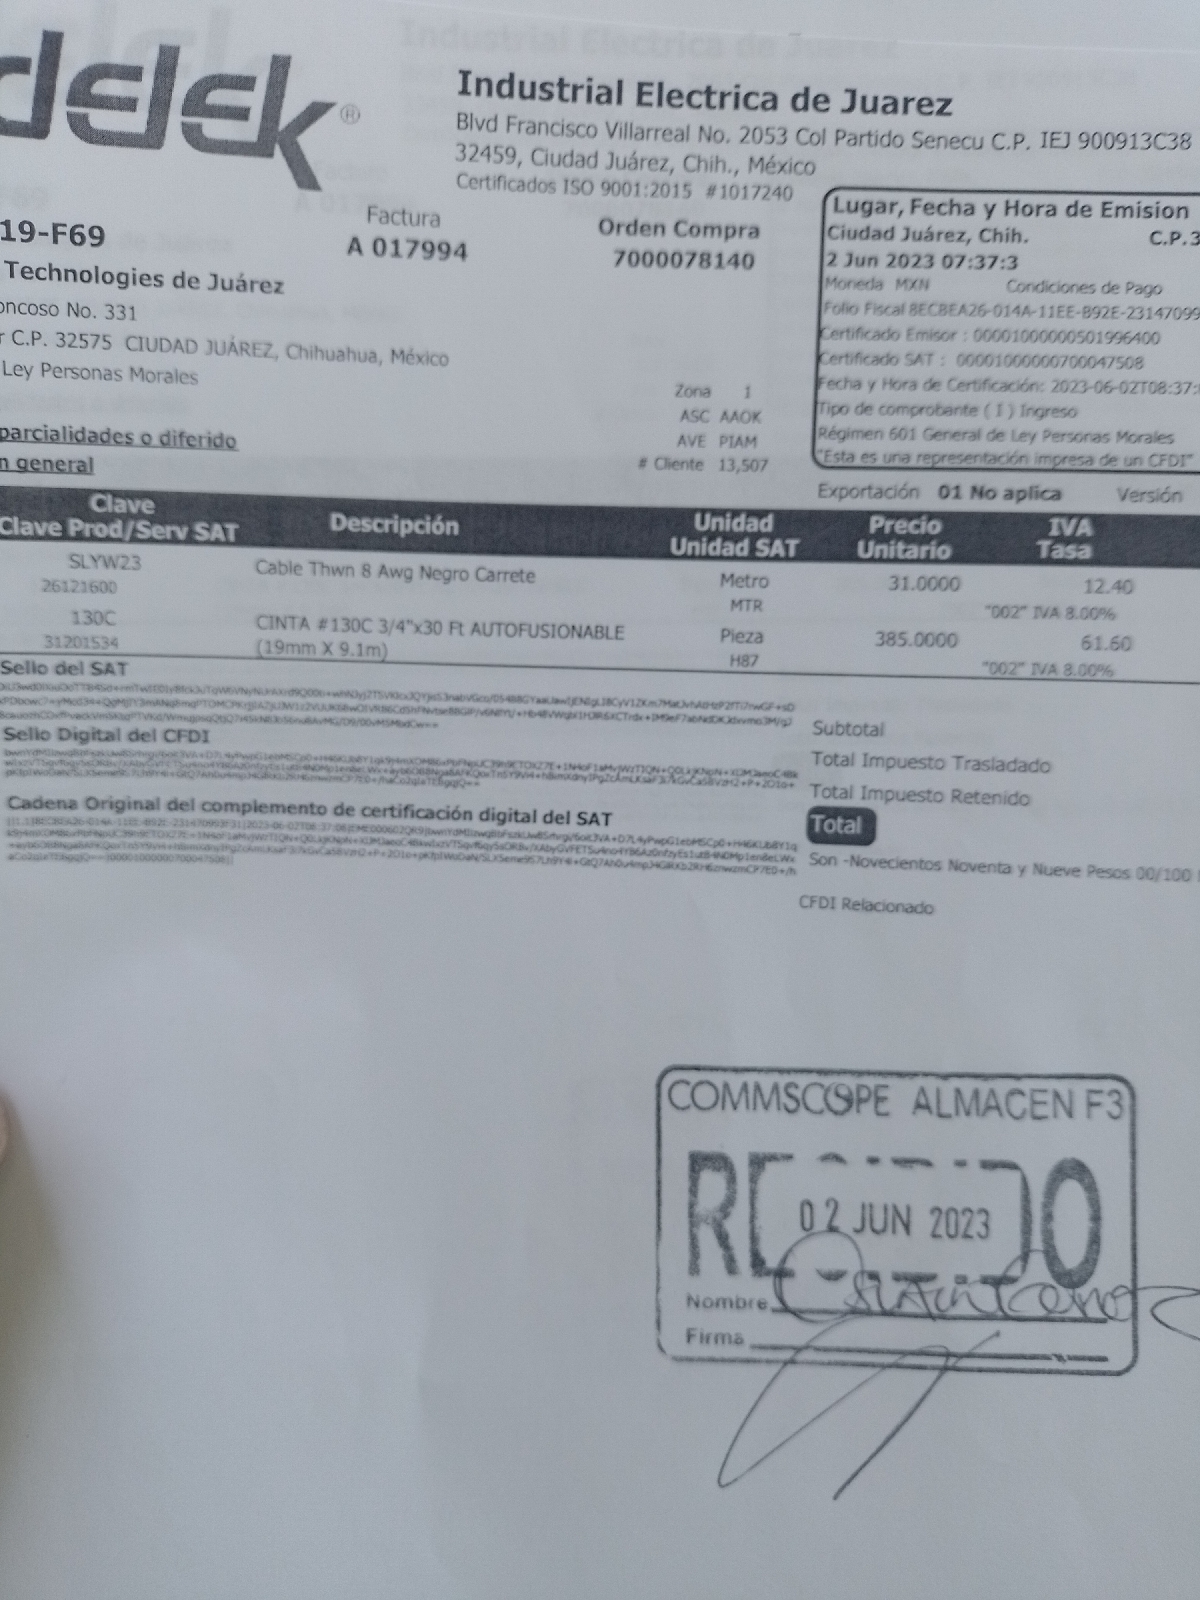 delek®
Industrial Electrica de Juarez
Blvd Francisco Villarreal No. 2053 Col Partido Senecu C.P. IEJ 900913C38
32459, Ciudad Juárez, Chih., México
Certificados ISO 9001:2015 #1017240
19-F69
Factura
A 017994
Orden Compra
7000078140
Lugar, Fecha y Hora de Emision
Ciudad Juárez, Chih. C.P.3
2 Jun 2023 07:37:3
Moneda MXN Condiciones de Pago
Folio Fiscal 8ECBEA26-014A-11EE-B92E-23147099
Certificado Emisor : 00001000000501996400
Certificado SAT : 00001000000700047508
Fecha y Hora de Certificación: 2023-06-02T08:37:
Tipo de comprobante ( I ) Ingreso
Régimen 601 General de Ley Personas Morales
"Esta es una representación impresa de un CFDI"
Technologies de Juárez
oncoso No. 331
r C.P. 32575 CIUDAD JUÁREZ, Chihuahua, México
Ley Personas Morales
Zona 1
ASC AAOK
AVE PIAM
# Cliente 13,507
parcialidades o diferido
n general
Exportación 01 No aplica Versión
Clave
Clave Prod/Serv SAT
Descripción
Unidad
Unidad SAT
Precio
Unitario
IVA
Tasa
SLYW23 Cable Thwn 8 Awg Negro Carrete Metro 31.0000 12.40
26121600 MTR "002" IVA 8.00%
130C CINTA #130C 3/4"x30 Ft AUTOFUSIONABLE Pieza 385.0000 61.60
31201534 (19mm X 9.1m) H87 "002" IVA 8.00%
Sello del SAT
Sello Digital del CFDI
Cadena Original del complemento de certificación digital del SAT
Subtotal
Total Impuesto Trasladado
Total Impuesto Retenido
Total
Son -Novecientos Noventa y Nueve Pesos 00/100
CFDI Relacionado
COMMSCOPE ALMACEN F3
RECIBIDO
02 JUN 2023
Nombre
Firma